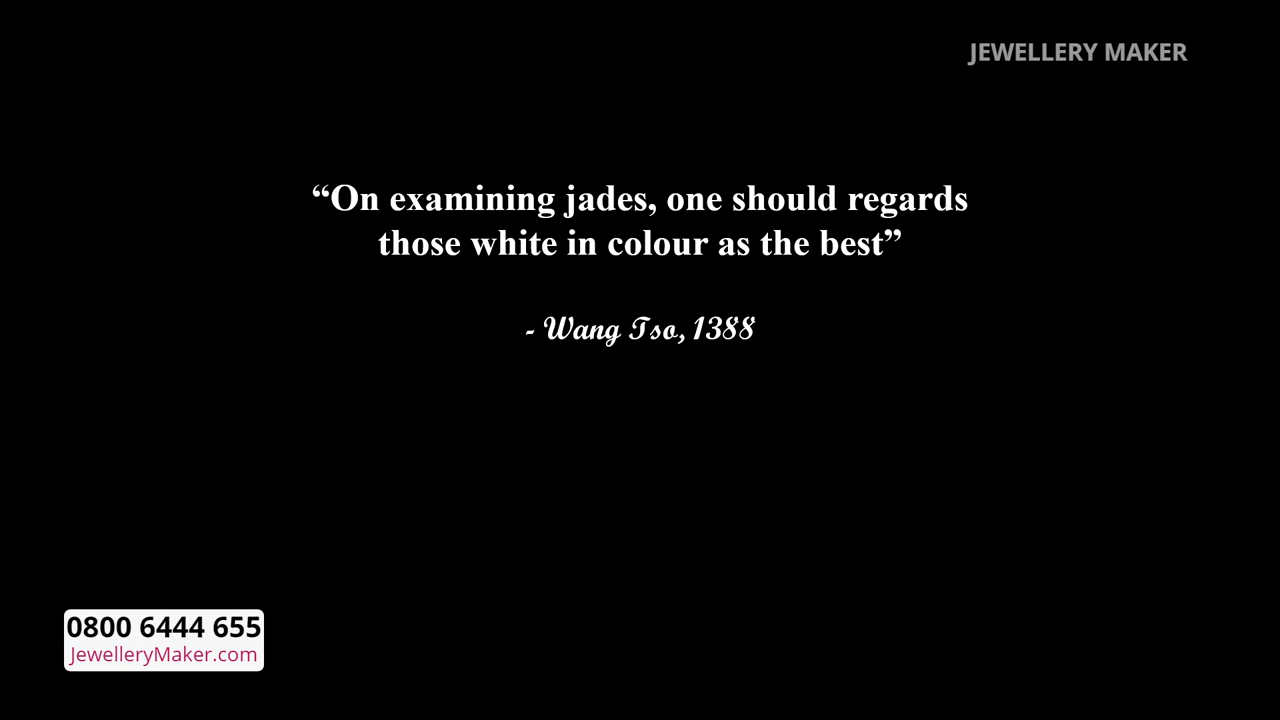 JEWELLERY MAKER
“On examining jades, one should regards
those white in colour as the best”
- Wang Tso, 1388
0800 6444 655
JewelleryMaker.com